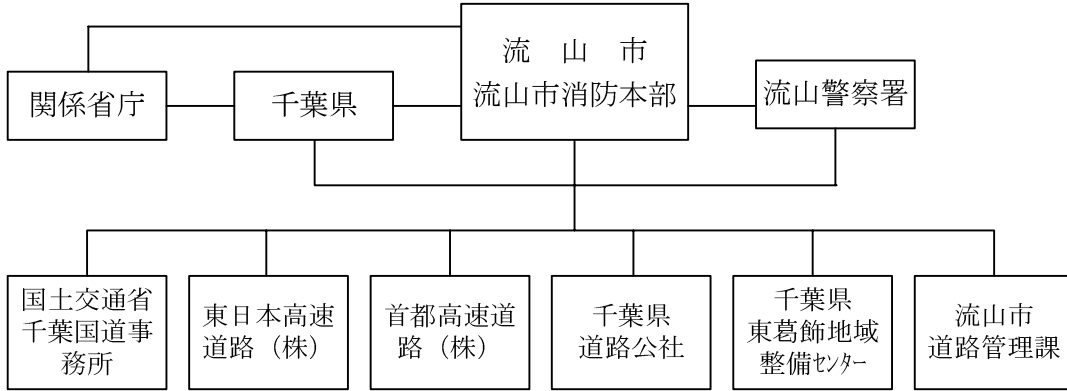 流　山　市
流山市消防本部
関係省庁
千葉県
流山警察署
国土交通省
千葉国道事
務所
東日本高速
道路（株）
首都高速道
路（株）
千葉県
道路公社
千葉県
東葛飾地域
整備ｾﾝﾀｰ
流山市
道路管理課